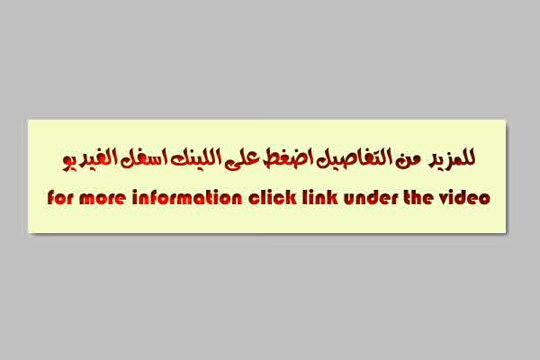 للمزيد من التفاصيل اضغط على اللينك اسفل الفيديو
for more information click link under the video